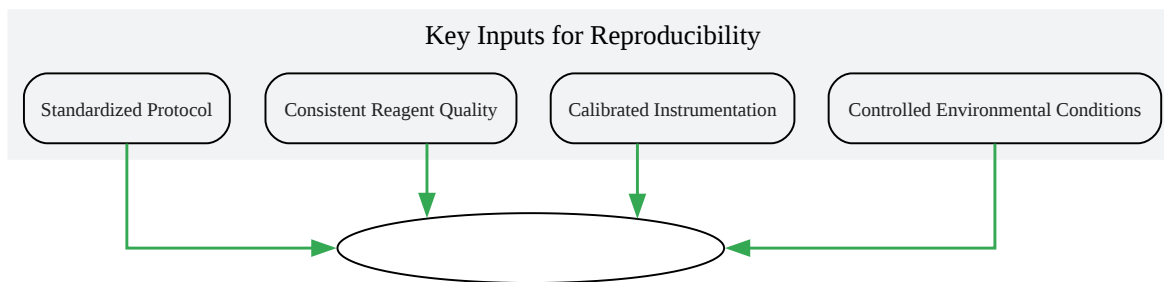 Key Inputs for Reproducibility
Standardized Protocol
Consistent Reagent Quality
Calibrated Instrumentation
Controlled Environmental Conditions